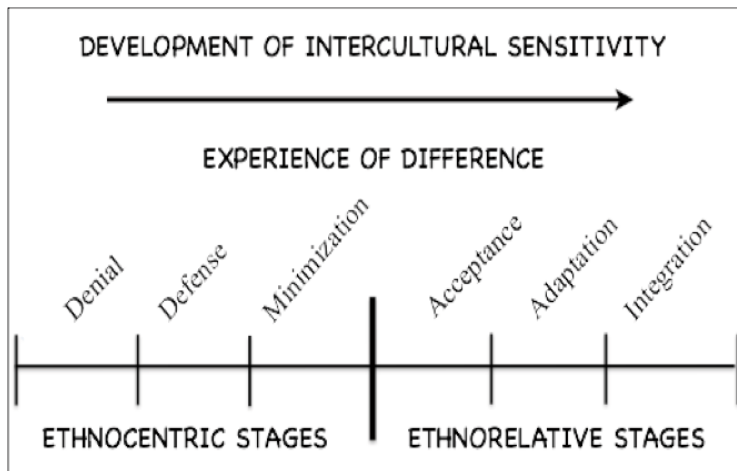 DEVELOPMENT OF INTERCULTURAL SENSITIVITY
EXPERIENCE OF DIFFERENCE
Denial
Defense
Minimization
Acceptance
Adaptation
Integration
ETHNOCENTRIC STAGES
ETHNORELATIVE STAGES